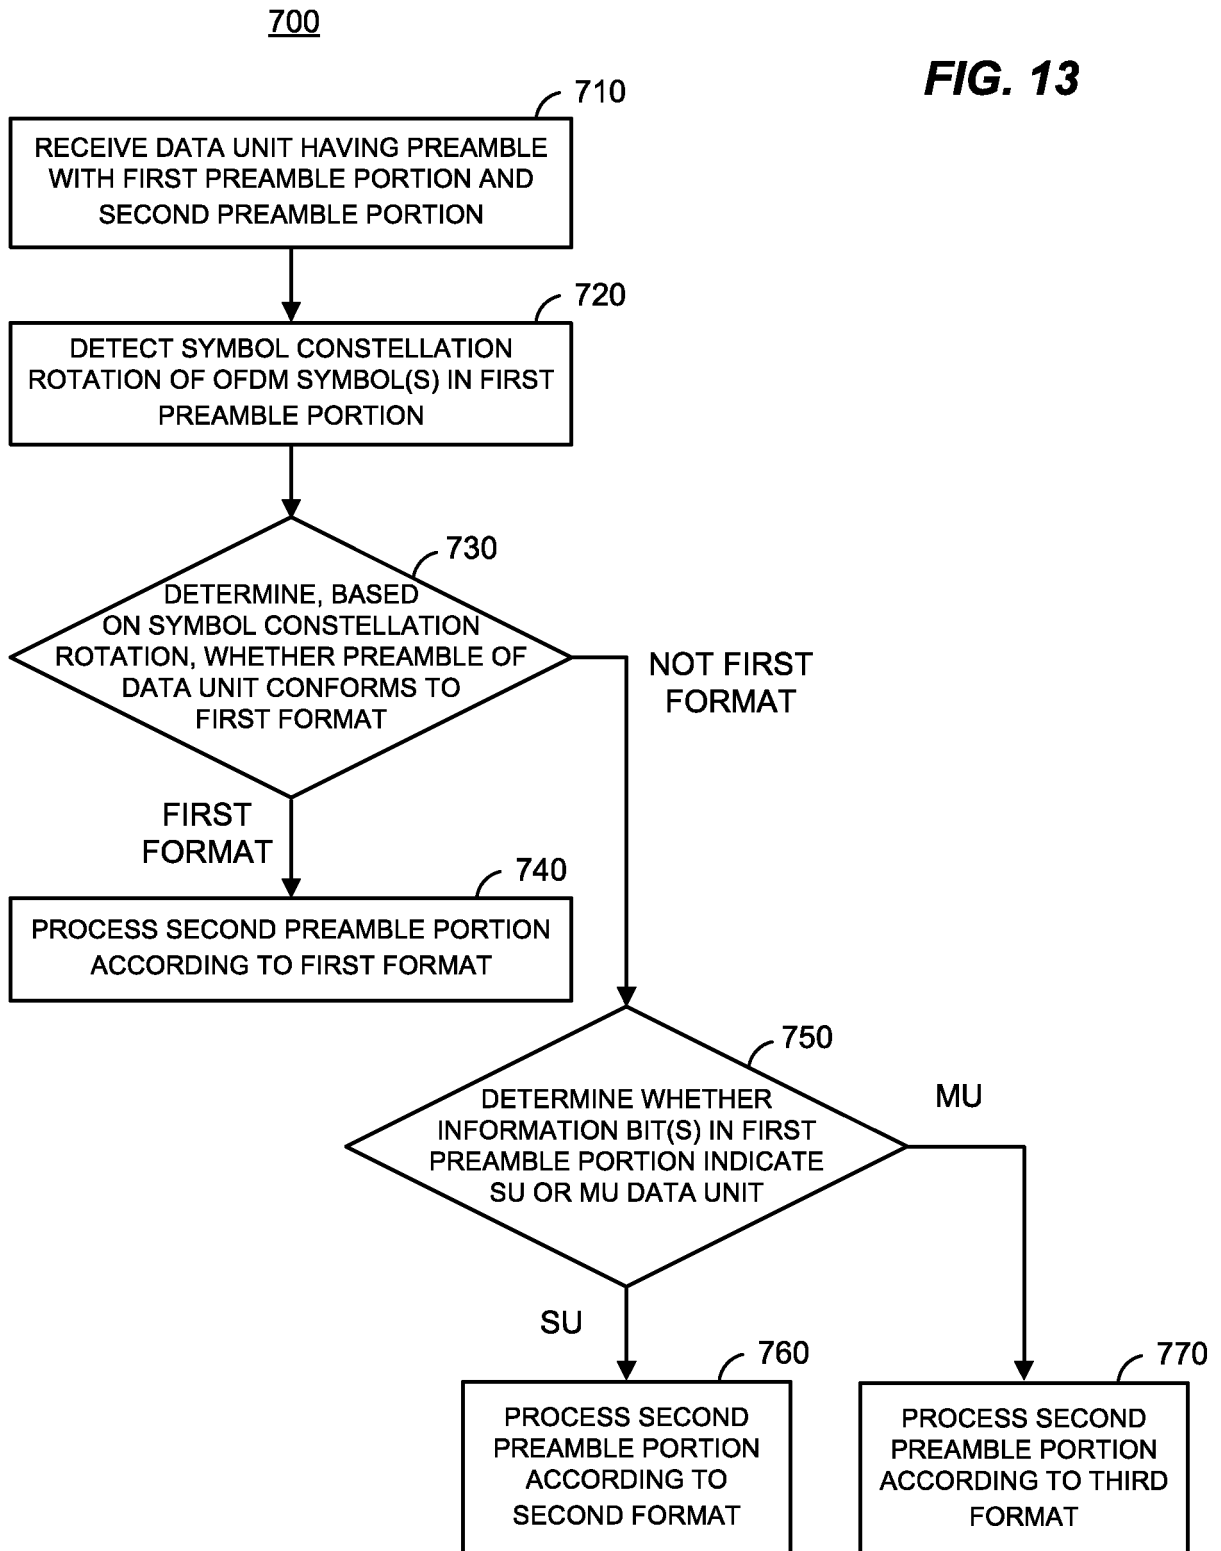 700
FIG. 13
710
RECEIVE DATA UNIT HAVING PREAMBLE
WITH FIRST PREAMBLE PORTION AND
SECOND PREAMBLE PORTION
720
DETECT SYMBOL CONSTELLATION
ROTATION OF OFDM SYMBOL(S) IN FIRST
PREAMBLE PORTION
730
DETERMINE, BASED
ON SYMBOL CONSTELLATION
ROTATION, WHETHER PREAMBLE OF
DATA UNIT CONFORMS TO
FIRST FORMAT
NOT FIRST
FORMAT
FIRST
FORMAT
740
PROCESS SECOND PREAMBLE PORTION
ACCORDING TO FIRST FORMAT
750
DETERMINE WHETHER
INFORMATION BIT(S) IN FIRST
PREAMBLE PORTION INDICATE
SU OR MU DATA UNIT
MU
SU
760
PROCESS SECOND
PREAMBLE PORTION
ACCORDING TO
SECOND FORMAT
770
PROCESS SECOND
PREAMBLE PORTION
ACCORDING TO THIRD
FORMAT